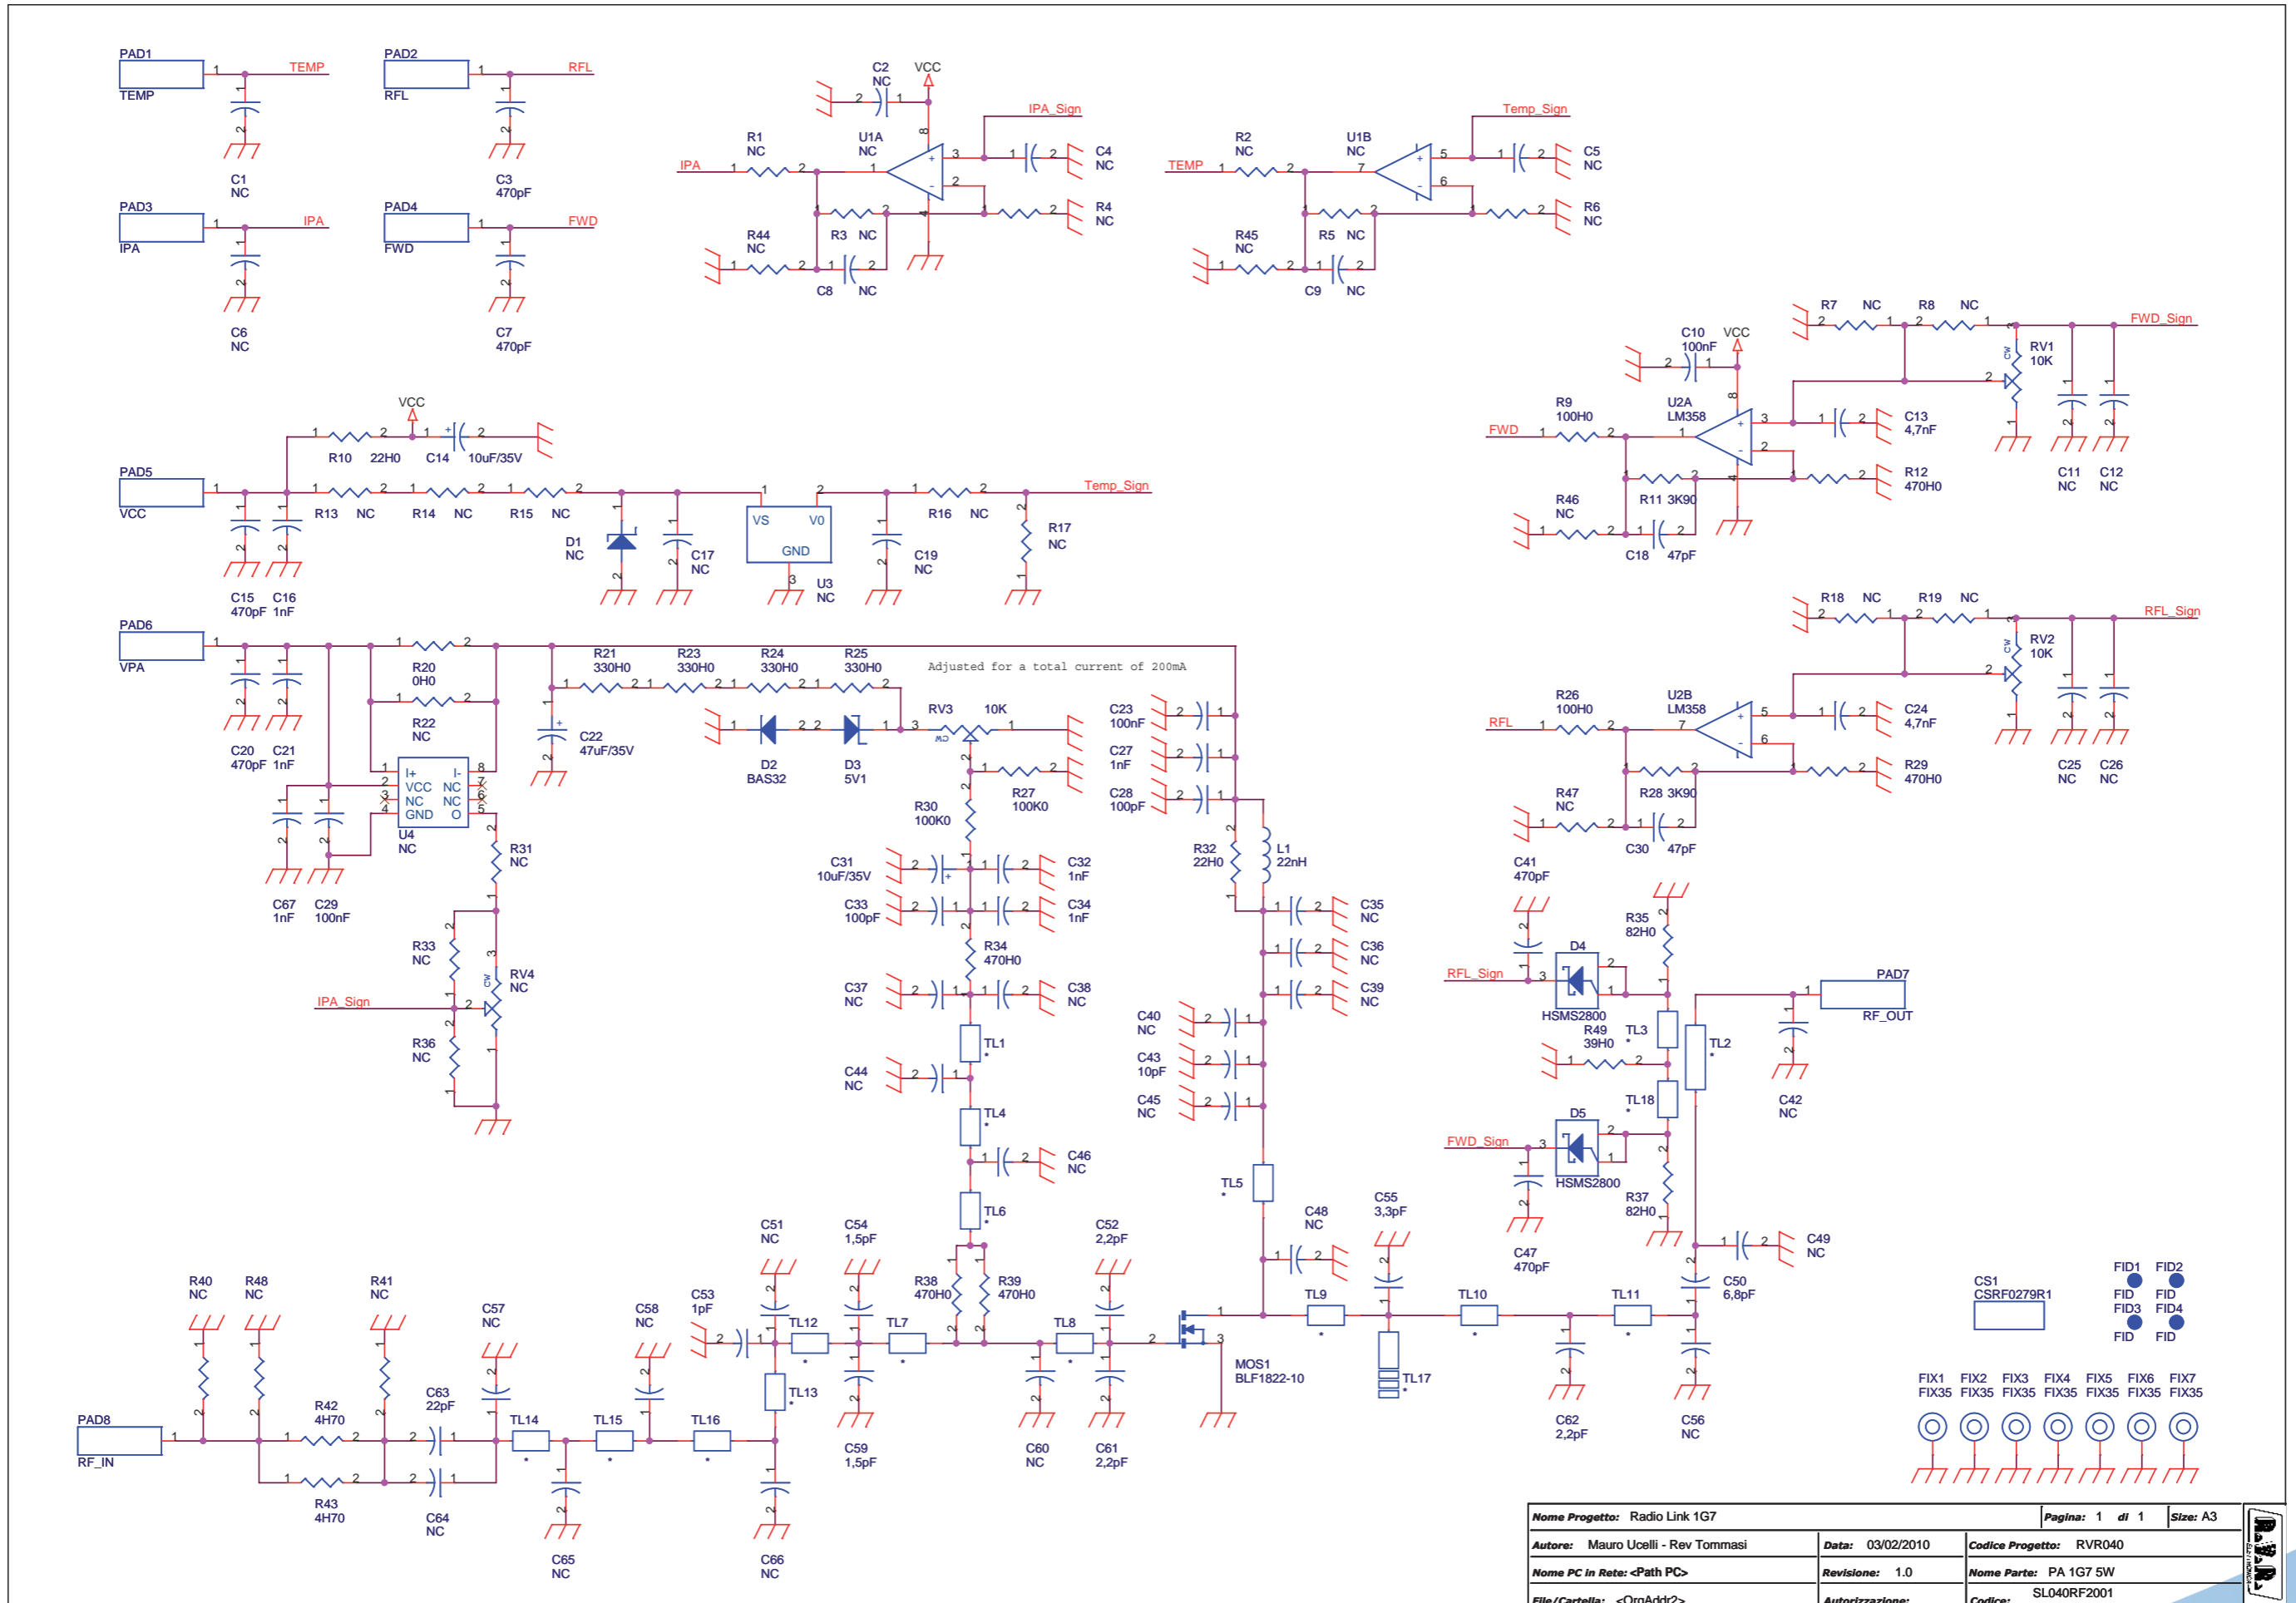 PAD1
TEMP
TEMP
C1
NC
PAD2
RFL
RFL
C3
470pF
PAD3
IPA
IPA
C6
NC
PAD4
FWD
FWD
C7
470pF
C2
NC
VCC
IPA_Sign
R1
NC
U1A
NC
C4
NC
IPA
R4
NC
R44
NC
R3 NC
C8 NC
Temp_Sign
R2
NC
U1B
NC
C5
NC
TEMP
R6
NC
R45
NC
R5 NC
C9 NC
R7 NC R8 NC
FWD_Sign
C10
100nF
VCC
RV1
10K
CW
R9
100H0
U2A
LM358
C13
4,7nF
FWD
C11
NC
C12
NC
R12
470H0
R46
NC
R11 3K90
C18 47pF
VCC
R10 22H0 C14 10uF/35V
PAD5
VCC
R13 NC R14 NC R15 NC
Temp_Sign
VS V0
GND
R16 NC
R17
NC
D1
NC
C17
NC
C19
NC
U3
NC
C15
470pF
C16
1nF
R18 NC R19 NC
RFL_Sign
RV2
10K
CW
R26
100H0
U2B
LM358
C24
4,7nF
RFL
C25
NC
C26
NC
R29
470H0
R47
NC
R28 3K90
C30 47pF
PAD6
VPA
R20
0H0
R22
NC
R21
330H0
R23
330H0
R24
330H0
R25
330H0
Adjusted for a total current of 200mA
RV3 10K
CW
C20
470pF
C21
1nF
C22
47uF/35V
D2
BAS32
D3
5V1
C23
100nF
C27
1nF
C28
100pF
I+ I-
VCC NC
NC NC
GND O
U4
NC
R30
100K0
R27
100K0
R31
NC
C67
1nF
C29
100nF
C31
10uF/35V
C32
1nF
C33
100pF
C34
1nF
R32
22H0
L1
22nH
C35
NC
C36
NC
C39
NC
R33
NC
RV4
NC
CW
R34
470H0
IPA_Sign
R36
NC
C37
NC
C38
NC
TL1
*
C44
NC
TL4
*
C46
NC
TL6
*
C40
NC
C43
10pF
C45
NC
TL5
*
C41
470pF
R35
82H0
D4
RFL_Sign
HSMS2800
PAD7
RF_OUT
R49
39H0
TL3
*
TL2
*
TL18
*
C42
NC
D5
FWD_Sign
HSMS2800
R37
82H0
C47
470pF
C48
NC
C55
3,3pF
C49
NC
C50
6,8pF
C51
NC
C54
1,5pF
C52
2,2pF
R38
470H0
R39
470H0
C53
1pF
TL12
*
TL7
*
TL8
*
TL13
*
MOS1
BLF1822-10
TL9
*
TL10
*
TL11
*
TL17
*
C62
2,2pF
C56
NC
C59
1,5pF
C60
NC
C61
2,2pF
R40
NC
R48
NC
R41
NC
C57
NC
C58
NC
PAD8
RF_IN
R42
4H70
C63
22pF
R43
4H70
C64
NC
TL14
*
TL15
*
TL16
*
C65
NC
C66
NC
CS1
CSRF0279R1
FID1 FID2
FID FID
FID3 FID4
FID FID
FIX1 FIX2 FIX3 FIX4 FIX5 FIX6 FIX7
FIX35 FIX35 FIX35 FIX35 FIX35 FIX35 FIX35
Nome Progetto: Radio Link 1G7 Pagina: 1 di 1 Size: A3
Autore: Mauro Ucelli - Rev Tommasi Data: 03/02/2010 Codice Progetto: RVR040
Nome PC in Rete: <Path PC> Revisione: 1.0 Nome Parte: PA 1G7 5W
File/Cartella: <OrgAddr2> Autorizzazione: Codice: SL040RF2001
R.V.R.